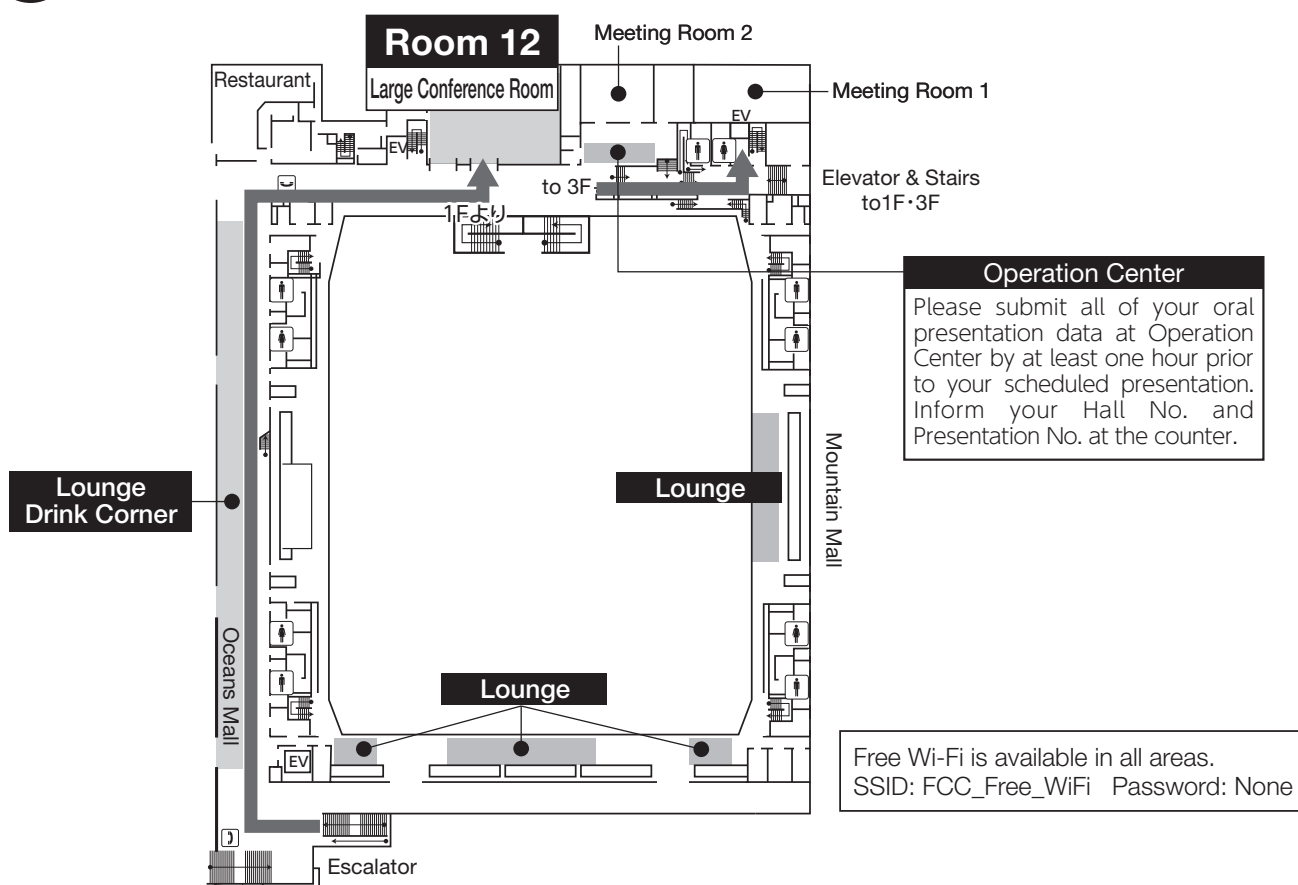 Room 12
Large Conference Room
Meeting Room 2
Restaurant
Meeting Room 1
EV
EV
to 3F
1Fより
Elevator & Stairs
to1F・3F
Operation Center
Please submit all of your oral
presentation data at Operation
Center by at least one hour prior
to your scheduled presentation.
Inform your Hall No. and
Presentation No. at the counter.
Mountain Mall
Lounge
Lounge
Drink Corner
Oceans Mall
Lounge
EV
Free Wi-Fi is available in all areas.
SSID: FCC_Free_WiFi Password: None
Escalator